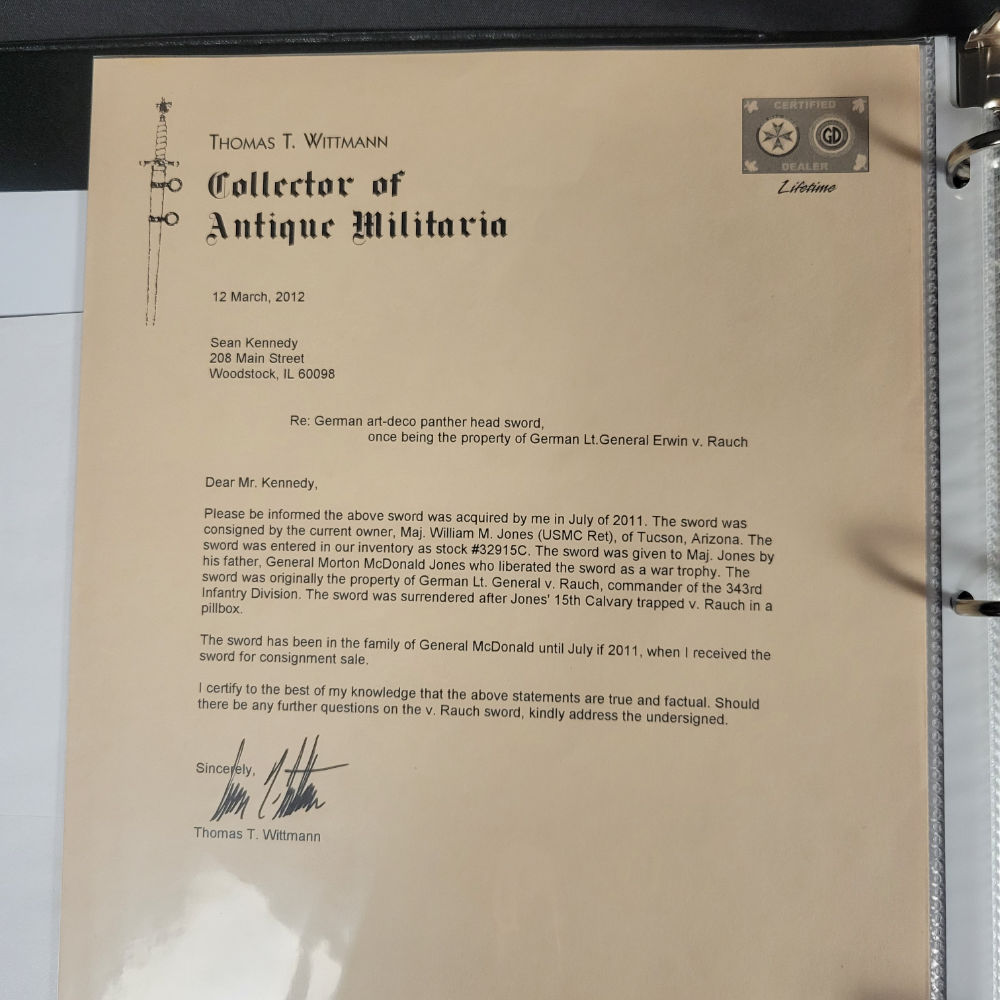 THOMAS T. WITTMANN
Collector of
Antique Militaria
CERTIFIED
GD
DEALER
Lifetime
12 March, 2012
Sean Kennedy
208 Main Street
Woodstock, IL 60098
Re: German art-deco panther head sword,
once being the property of German Lt.General Erwin v. Rauch
Dear Mr. Kennedy,
Please be informed the above sword was acquired by me in July of 2011. The sword was
consigned by the current owner, Maj. William M. Jones (USMC Ret), of Tucson, Arizona. The
sword was entered in our inventory as stock #32915C. The sword was given to Maj. Jones by
his father, General Morton McDonald Jones who liberated the sword as a war trophy. The
sword was originally the property of German Lt. General v. Rauch, commander of the 343rd
Infantry Division. The sword was surrendered after Jones' 15th Calvary trapped v. Rauch in a
pillbox.
The sword has been in the family of General McDonald until July if 2011, when I received the
sword for consignment sale.
I certify to the best of my knowledge that the above statements are true and factual. Should
there be any further questions on the v. Rauch sword, kindly address the undersigned.
Sincerely,
Thomas T. Wittmann